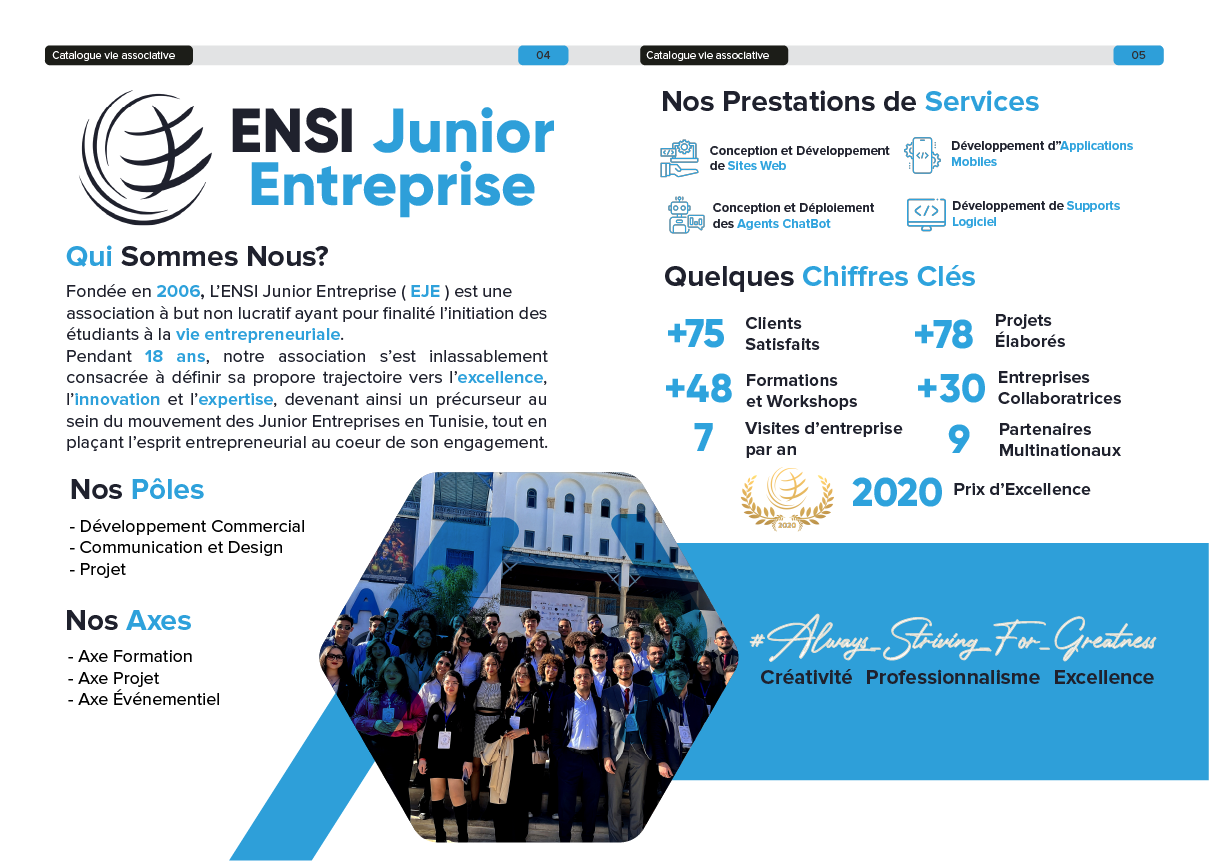 Catalogue vie associative
04
ENSI Junior
Entreprise
Qui Sommes Nous?
Fondée en 2006, L’ENSI Junior Entreprise ( EJE ) est une
association à but non lucratif ayant pour finalité l’initiation des
étudiants à la vie entrepreneuriale.
Pendant 18 ans, notre association s’est inlassablement
consacrée à définir sa propore trajectoire vers l’excellence,
l’innovation et l’expertise, devenant ainsi un précurseur au
sein du mouvement des Junior Entreprises en Tunisie, tout en
plaçant l’esprit entrepreneurial au coeur de son engagement.
Nos Pôles
- Développement Commercial
- Communication et Design
- Projet
Nos Axes
- Axe Formation
- Axe Projet
- Axe Événementiel
Catalogue vie associative
05
Nos Prestations de Services
Conception et Développement
de Sites Web
Développement d’’Applications
Mobiles
Conception et Déploiement
des Agents ChatBot
Développement de Supports
Logiciel
Quelques Chiffres Clés
+75 Clients
Satisfaits
+78 Projets
Élaborés
+48 Formations
et Workshops
+30 Entreprises
Collaboratrices
7 Visites d’entreprise
par an
9 Partenaires
Multinationaux
2020
2020 Prix d’Excellence
#Always_Striving_For_Greatness
Créativité Professionnalisme Excellence